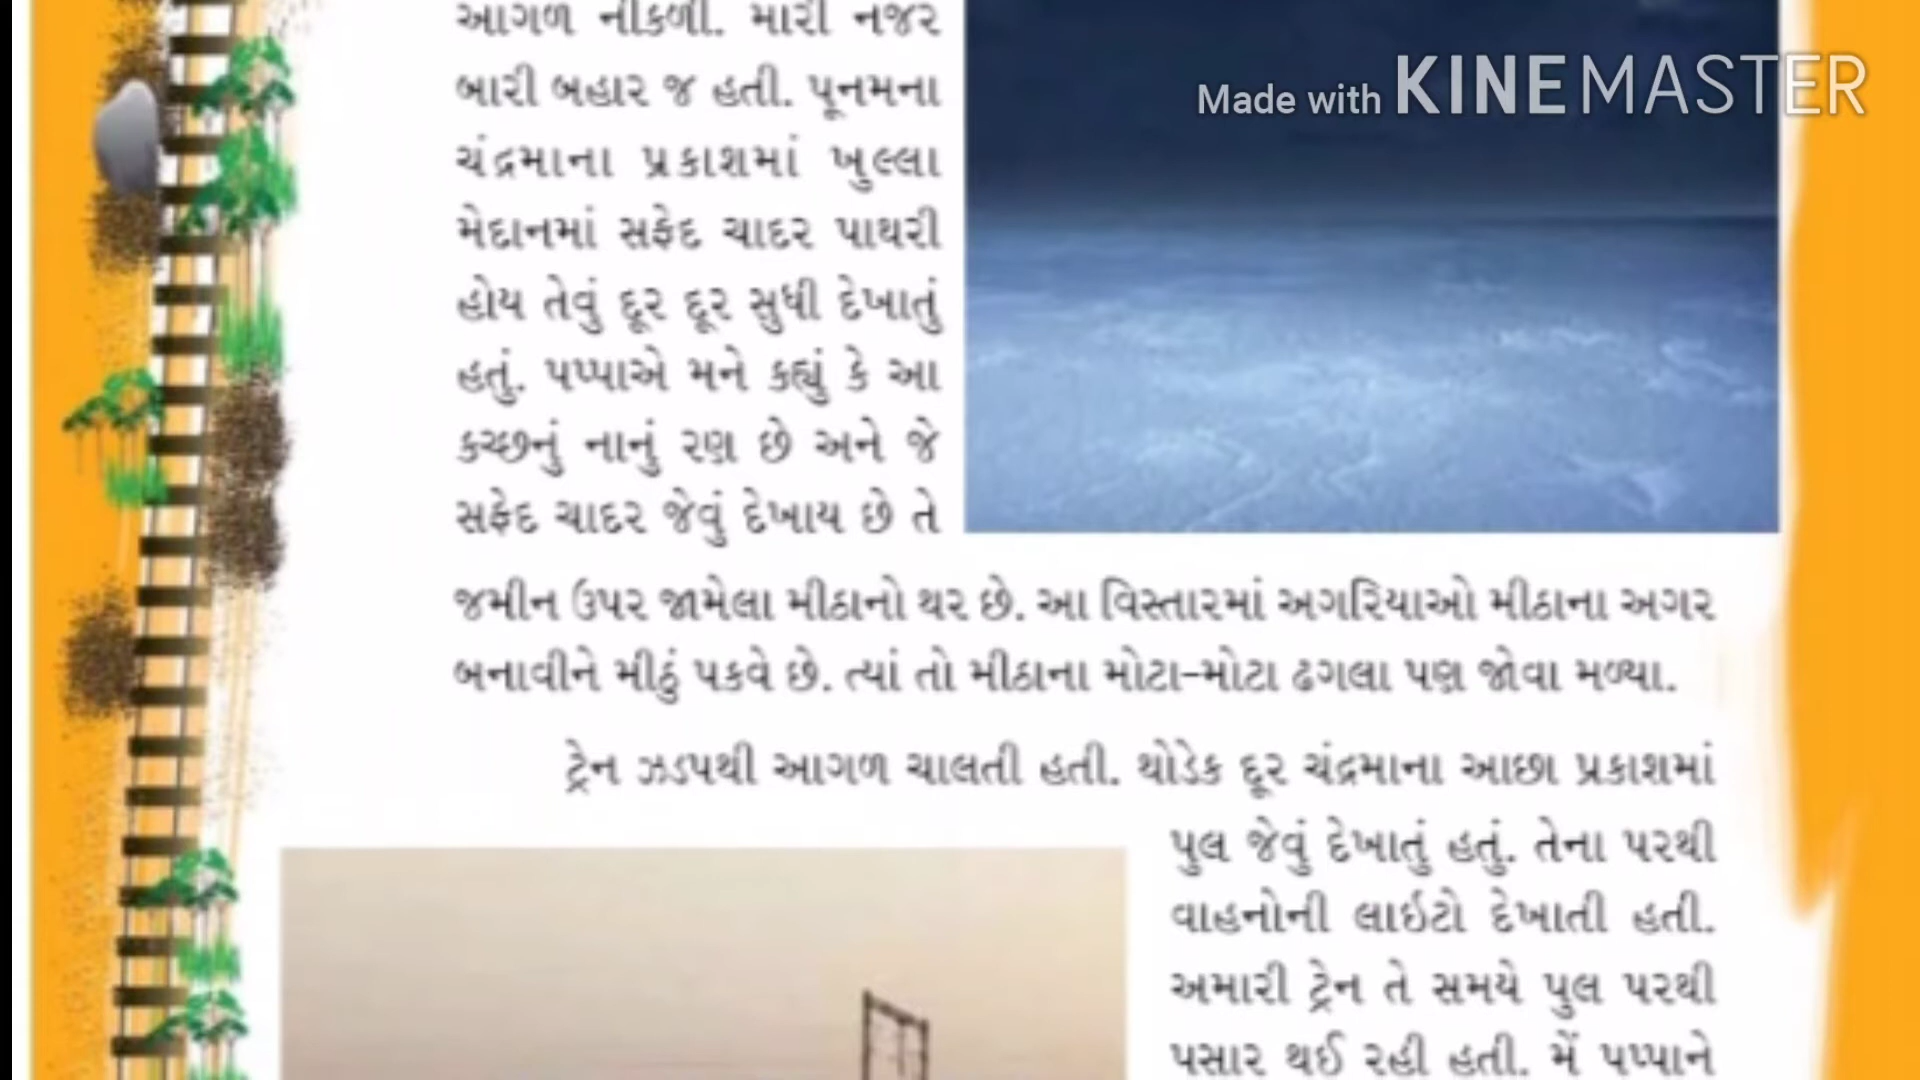 આગળ નીકળી. મારી નજર
બારી બહાર જ હતી. પૂનમના
ચંદ્રમાના પ્રકાશમાં ખુલ્લા
મેદાનમાં સફેદ ચાદર પાથરી
હોય તેવું દૂર દૂર સુધી દેખાતું
હતું. પપ્પાએ મને કહ્યું કે આ
કચ્છનું નાનું રણ છે અને જે
સફેદ ચાદર જેવું દેખાય છે તે
Made with KINEMASTER
જમીન ઉપર જામેલા મીઠાનો થર છે. આ વિસ્તારમાં અગરિયાઓ મીઠાના અગર
બનાવીને મીઠું પકવે છે. ત્યાં તો મીઠાના મોટા-મોટા ઢગલા પણ જોવા મળ્યા.
ટ્રેન ઝડપથી આગળ ચાલતી હતી. થોડેક દૂર ચંદ્રમાના આછા પ્રકાશમાં
પુલ જેવું દેખાતું હતું. તેના પરથી
વાહનોની લાઇટો દેખાતી હતી.
અમારી ટ્રેન તે સમયે પુલ પરથી
પસાર થઈ રહી હતી. મેં પપ્પાને